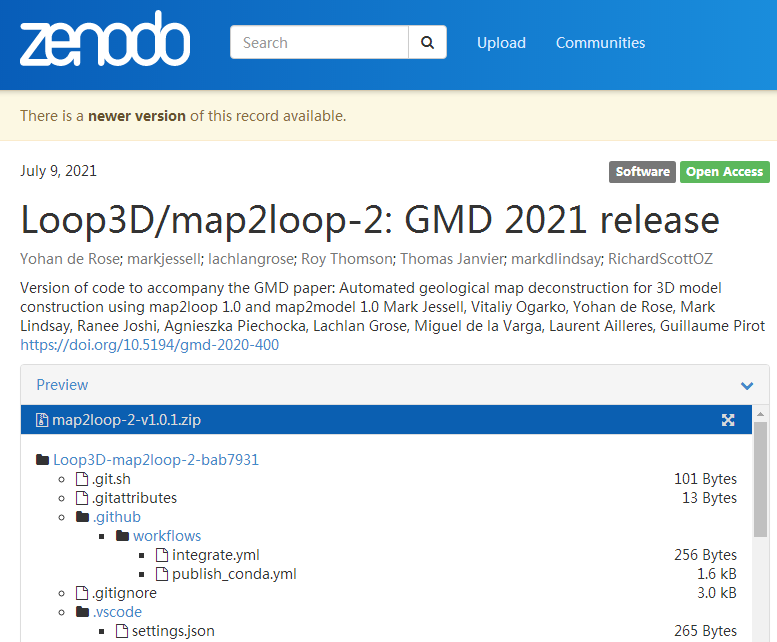 zenodo
Search
Upload
Communities
There is a newer version of this record available.
July 9, 2021
Software
Open Access
Loop3D/map2loop-2: GMD 2021 release
Yohan de Rose; markjessell; lachlangrose; Roy Thomson; Thomas Janvier; markdlindsay; RichardScottOZ
Version of code to accompany the GMD paper: Automated geological map deconstruction for 3D model
construction using map2loop 1.0 and map2model 1.0 Mark Jessell, Vitaliy Ogarko, Yohan de Rose, Mark
Lindsay, Ranee Joshi, Agnieszka Piechocka, Lachlan Grose, Miguel de la Varga, Laurent Ailleres, Guillaume Pirot
https://doi.org/10.5194/gmd-2020-400
Preview
map2loop-2-v1.0.1.zip
Loop3D-map2loop-2-bab7931
.git.sh 101 Bytes
.gitattributes 13 Bytes
.github
workflows
integrate.yml 256 Bytes
publish_conda.yml 1.6 kB
.gitignore 3.0 kB
.vscode
settings.json 265 Bytes